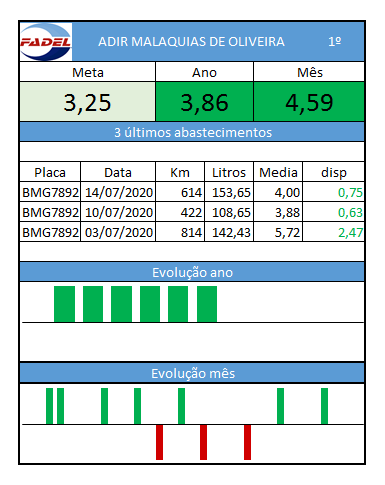 FADEL
ADIR MALAQUIAS DE OLIVEIRA 1º
Meta Ano Mês
3,25 3,86 4,59
3 últimos abastecimentos
Placa Data Km Litros Media disp
BMG7892 14/07/2020 614 153,65 4,00 0,75
BMG7892 10/07/2020 422 108,65 3,88 0,63
BMG7892 03/07/2020 814 142,43 5,72 2,47
Evolução ano
Evolução mês